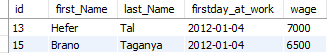 id first_Name last_Name firstday_at_work wage
13 Hefer Tal 2012-01-04 7000
15 Brano Taganya 2012-01-04 6500